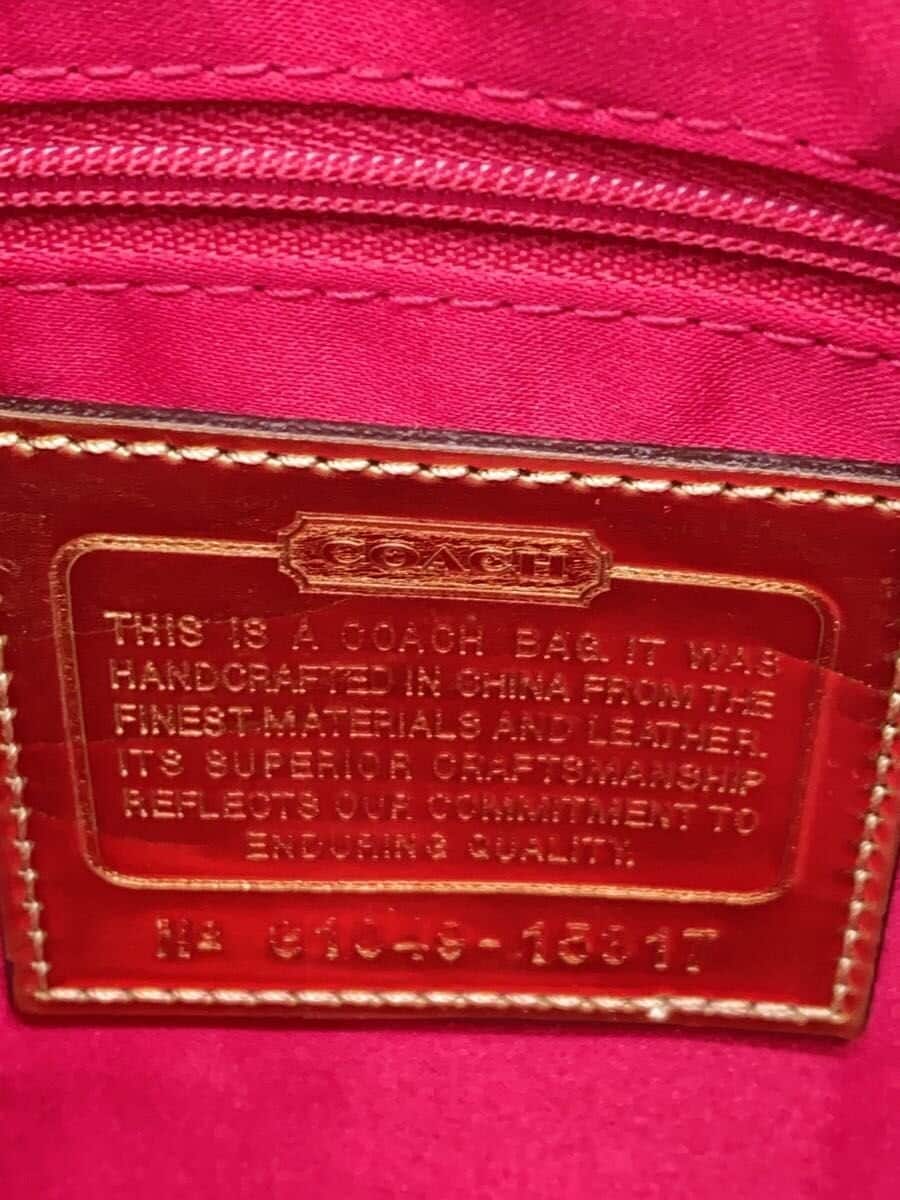 COACH
THIS IS A COACH BAG. IT WAS
HANDCRAFTED IN CHINA FROM THE
FINEST MATERIALS AND LEATHER.
ITS SUPERIOR CRAFTSMANSHIP
REFLECTS OUR COMMITMENT TO
ENDURING QUALITY.
Nº